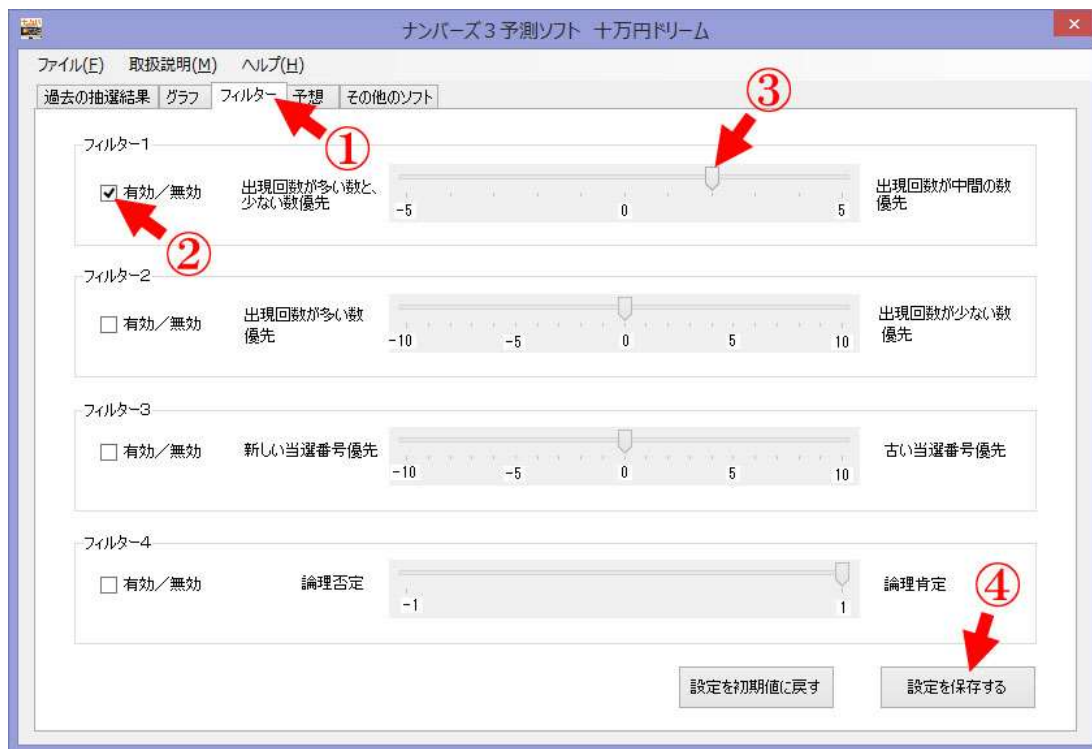 ナンバーズ3予測ソフト 十万円ドリーム
×
ファイル(F) 取扱説明(M) ヘルプ(H)
過去の抽選結果 グラフ フィルター 予想 その他のソフト
①
③
フィルター1
有効/無効
出現回数が多い数と、
少ない数優先
-5 0 5
出現回数が中間の数
優先
②
フィルター2
有効/無効
出現回数が多い数
優先
-10 -5 0 5 10
出現回数が少ない数
優先
フィルター3
有効/無効
新しい当選番号優先
-10 -5 0 5 10
古い当選番号優先
フィルター4
有効/無効
論理否定
-1 1
論理肯定
④
設定を初期値に戻す 設定を保存する